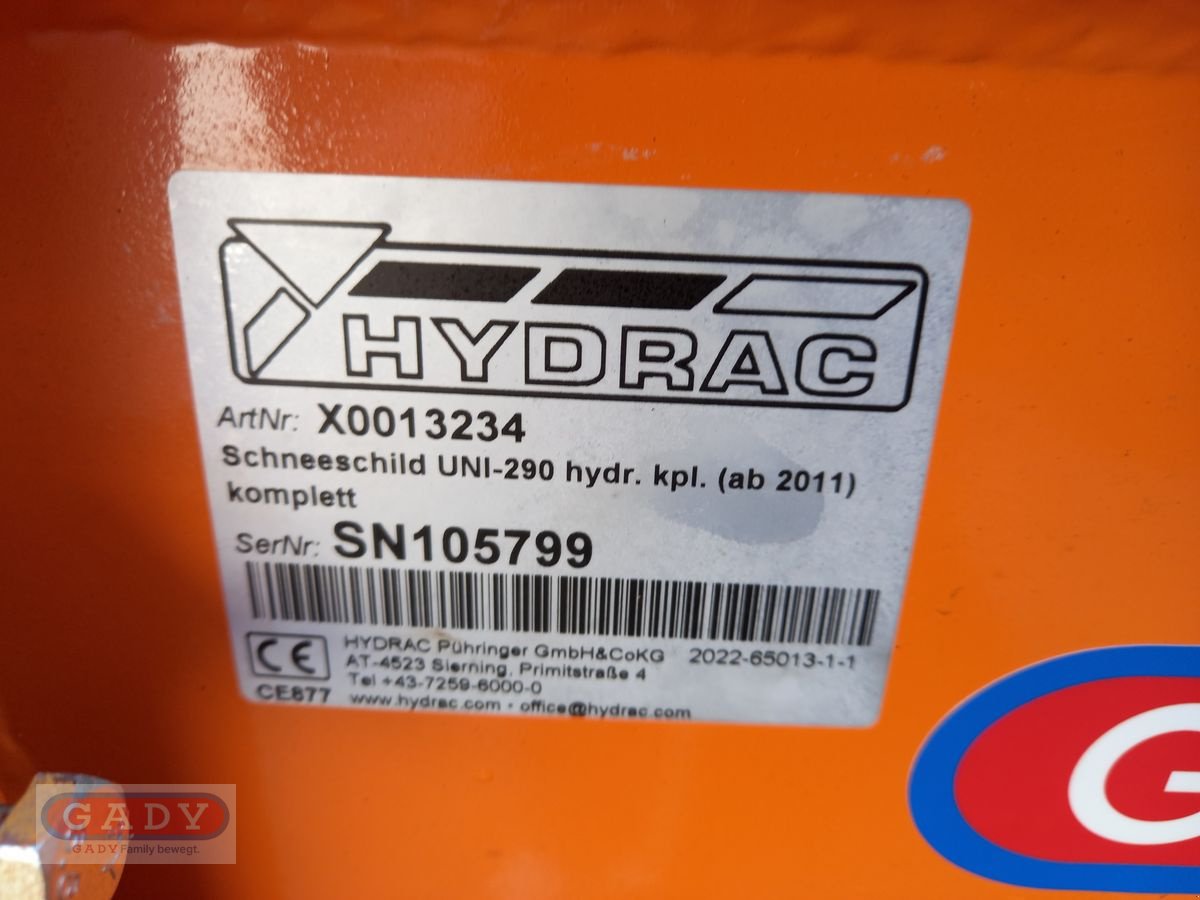 HYDRAC
ArtNr: X0013234
Schneeschild UNI-290 hydr. kpl. (ab 2011)
komplett
SerNr: SN105799
CE
CE877
HYDRAC Pühringer GmbH&CoKG 2022-65013-1-1
AT-4523 Sierning, Primitstraße 4
Tel +43-7259-6000-0
www.hydrac.com · office@hydrac.com
G
GADY
GADY Family bewegt.